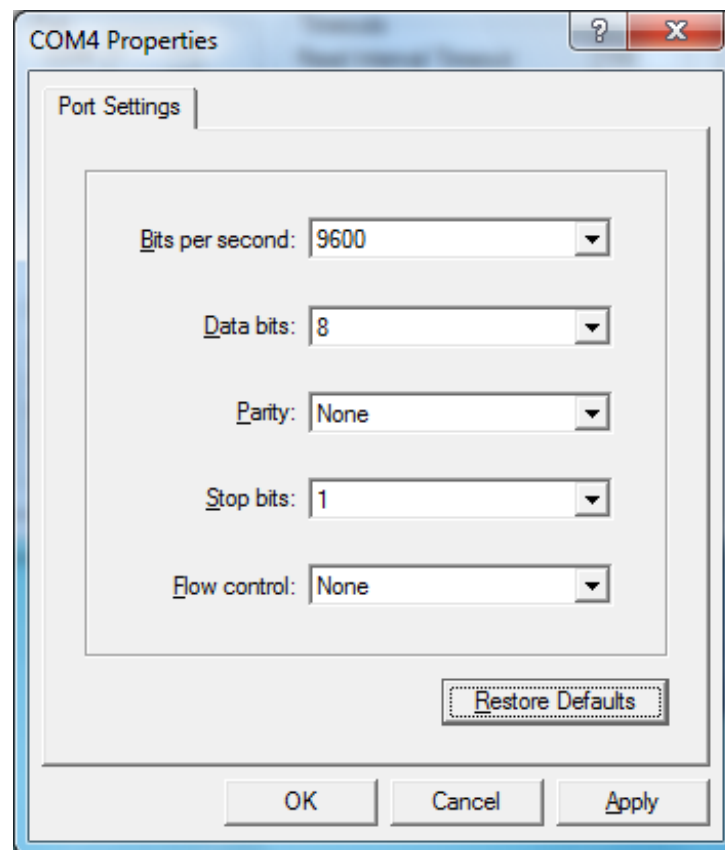 COM4 Properties
Port Settings
Bits per second: 9600
Data bits: 8
Parity: None
Stop bits: 1
Flow control: None
Restore Defaults
OK Cancel Apply